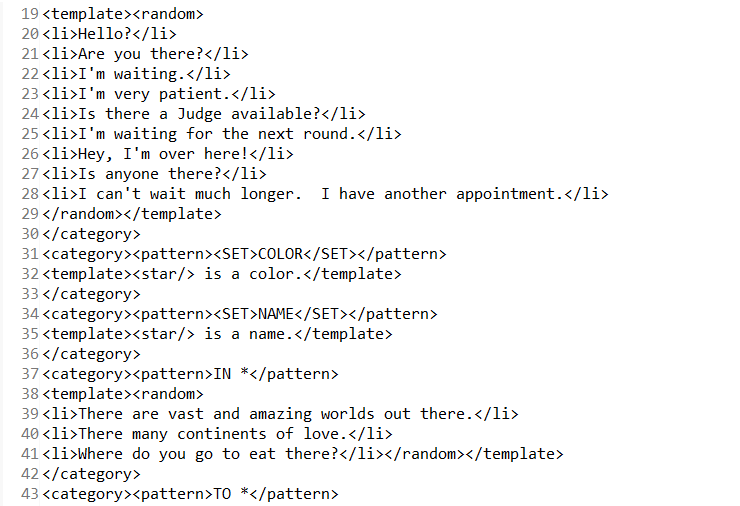 19 <template><random>
20 <li>Hello?</li>
21 <li>Are you there?</li>
22 <li>I'm waiting.</li>
23 <li>I'm very patient.</li>
24 <li>Is there a Judge available?</li>
25 <li>I'm waiting for the next round.</li>
26 <li>Hey, I'm over here!</li>
27 <li>Is anyone there?</li>
28 <li>I can't wait much longer.  I have another appointment.</li>
29 </random></template>
30 </category>
31 <category><pattern><SET>COLOR</SET></pattern>
32 <template><star/> is a color.</template>
33 </category>
34 <category><pattern><SET>NAME</SET></pattern>
35 <template><star/> is a name.</template>
36 </category>
37 <category><pattern>IN *</pattern>
38 <template><random>
39 <li>There are vast and amazing worlds out there.</li>
40 <li>There many continents of love.</li>
41 <li>Where do you go to eat there?</li></random></template>
42 </category>
43 <category><pattern>TO *</pattern>